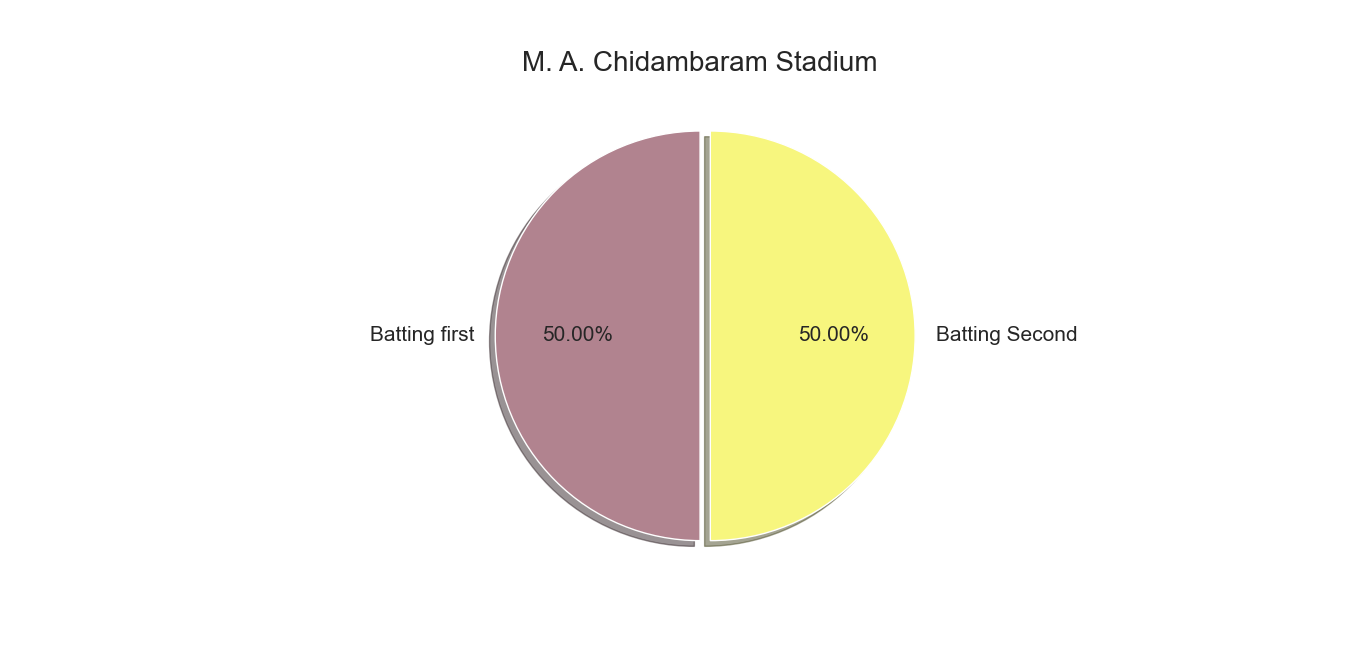 M. A. Chidambaram Stadium
Batting first
50.00%
50.00%
Batting Second